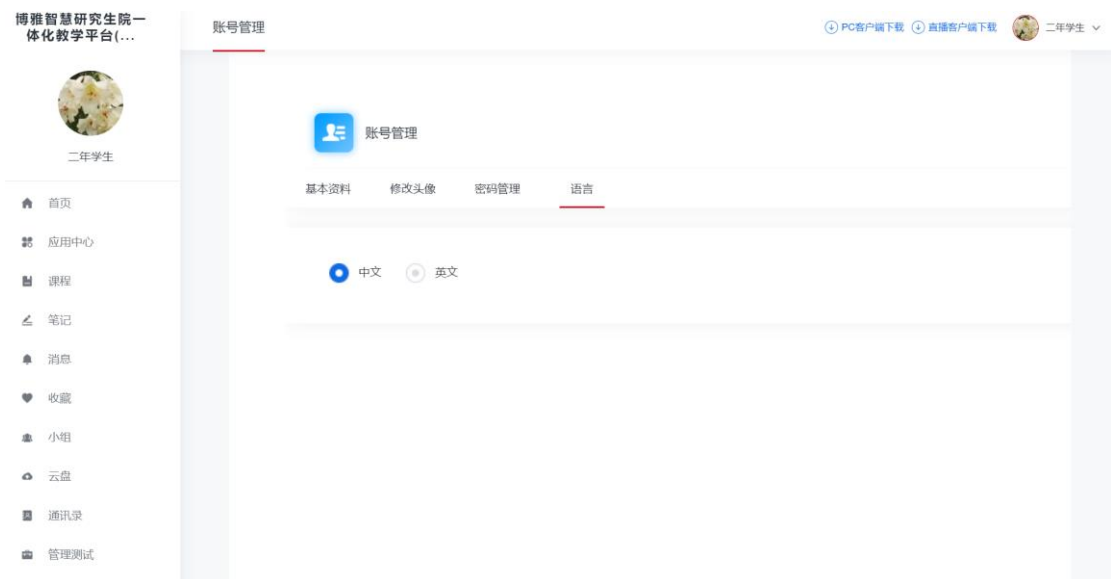 博雅智慧研究生院一
体化教学平台(...
二年学生
首页
应用中心
课程
笔记
消息
收藏
小组
云盘
通讯录
管理测试
账号管理
PC客户端下载 直播客户端下载 二年学生
账号管理
基本资料 修改头像 密码管理 语言
中文 英文